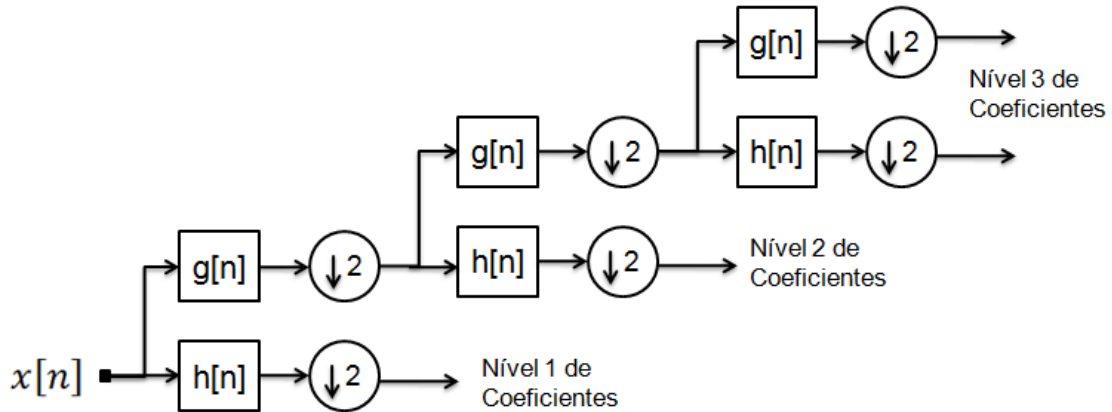 g[n] ↓2
Nível 3 de
Coeficientes
g[n] ↓2 h[n] ↓2
g[n] ↓2 h[n] ↓2
Nível 2 de
Coeficientes
x[n] h[n] ↓2
Nível 1 de
Coeficientes